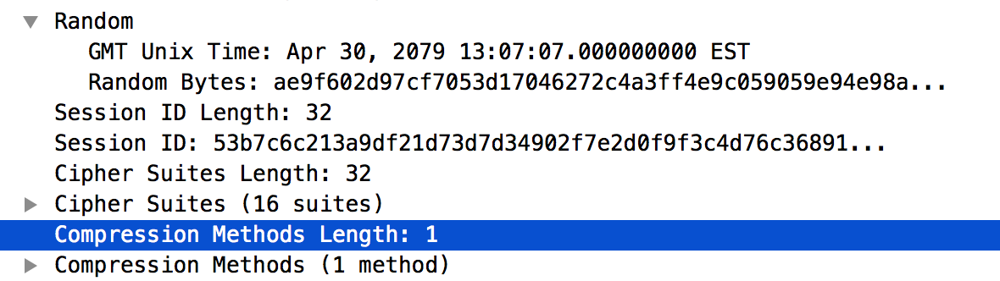 Random
GMT Unix Time: Apr 30, 2079 13:07:07.000000000 EST
Random Bytes: ae9f602d97cf7053d17046272c4a3ff4e9c059059e94e98a...
Session ID Length: 32
Session ID: 53b7c6c213a9df21d73d7d34902f7e2d0f9f3c4d76c36891...
Cipher Suites Length: 32
Cipher Suites (16 suites)
Compression Methods Length: 1
Compression Methods (1 method)